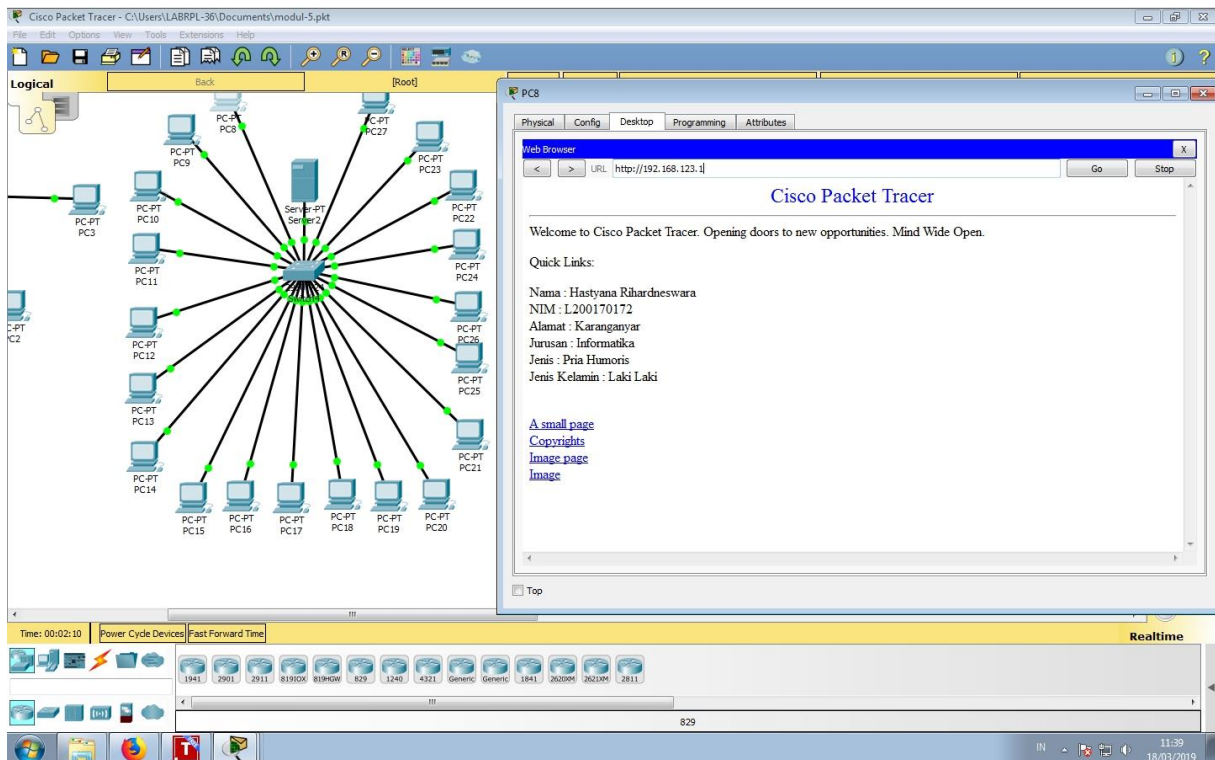 Cisco Packet Tracer - C:\Users\LABRPL-36\Documents\modul-5.pkt
File Edit Options View Tools Extensions Help
Logical
Back
[Root]
PC-PT
PC8
PC-PT
PC27
PC-PT
PC9
PC-PT
PC23
PC-PT
PC3
PC-PT
PC10
Server-PT
Server2
PC-PT
PC22
PC-PT
PC11
PC-PT
PC24
C-PT
C2
PC-PT
PC12
PC-PT
PC26
PC-PT
PC25
PC-PT
PC13
PC-PT
PC21
PC-PT
PC14
PC-PT
PC15
PC-PT
PC16
PC-PT
PC17
PC-PT
PC18
PC-PT
PC19
PC-PT
PC20
PC8
Physical Config Desktop Programming Attributes
Web Browser
X
< > URL http://192.168.123.1 Go Stop
Cisco Packet Tracer
Welcome to Cisco Packet Tracer. Opening doors to new opportunities. Mind Wide Open.
Quick Links:
Nama : Hastyana Rihardneswara
NIM : L200170172
Alamat : Karanganyar
Jurusan : Informatika
Jenis : Pria Humoris
Jenis Kelamin : Laki Laki
A small page
Copyrights
Image page
Image
Top
Time: 00:02:10 Power Cycle Devices Fast Forward Time
Realtime
1941 2901 2911 819IOX 819HGW 829 1240 4321 Generic Generic 1841 2620XM 2621XM 2811
829
IN
11:39
18/03/2019